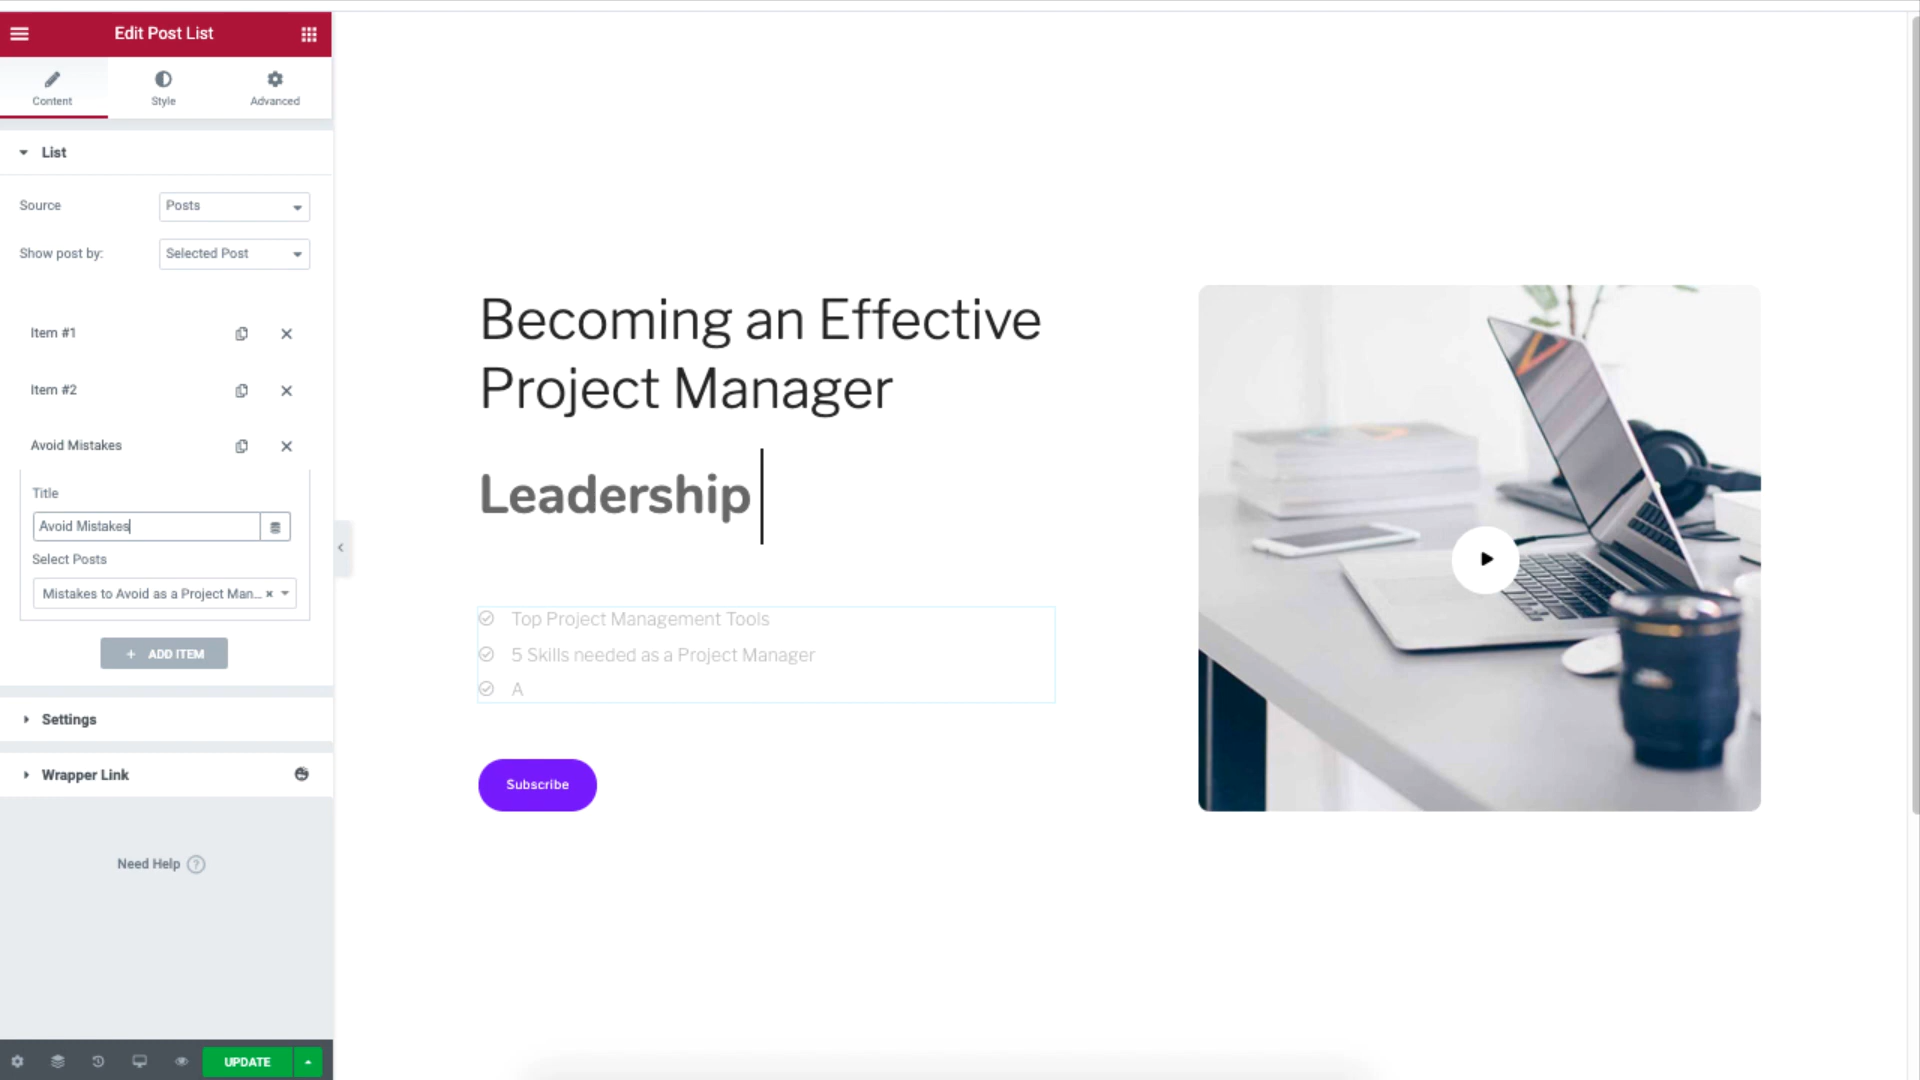 Edit Post List
Content
Style
Advanced
List
Source
Posts
Show post by:
Selected Post
Item #1
Item #2
Avoid Mistakes
Title
Avoid Mistakes
Select Posts
Mistakes to Avoid as a Project Man... ×
+ ADD ITEM
Settings
Wrapper Link
Need Help ?
UPDATE
Becoming an Effective
Project Manager
Leadership
Top Project Management Tools
5 Skills needed as a Project Manager
A
Subscribe